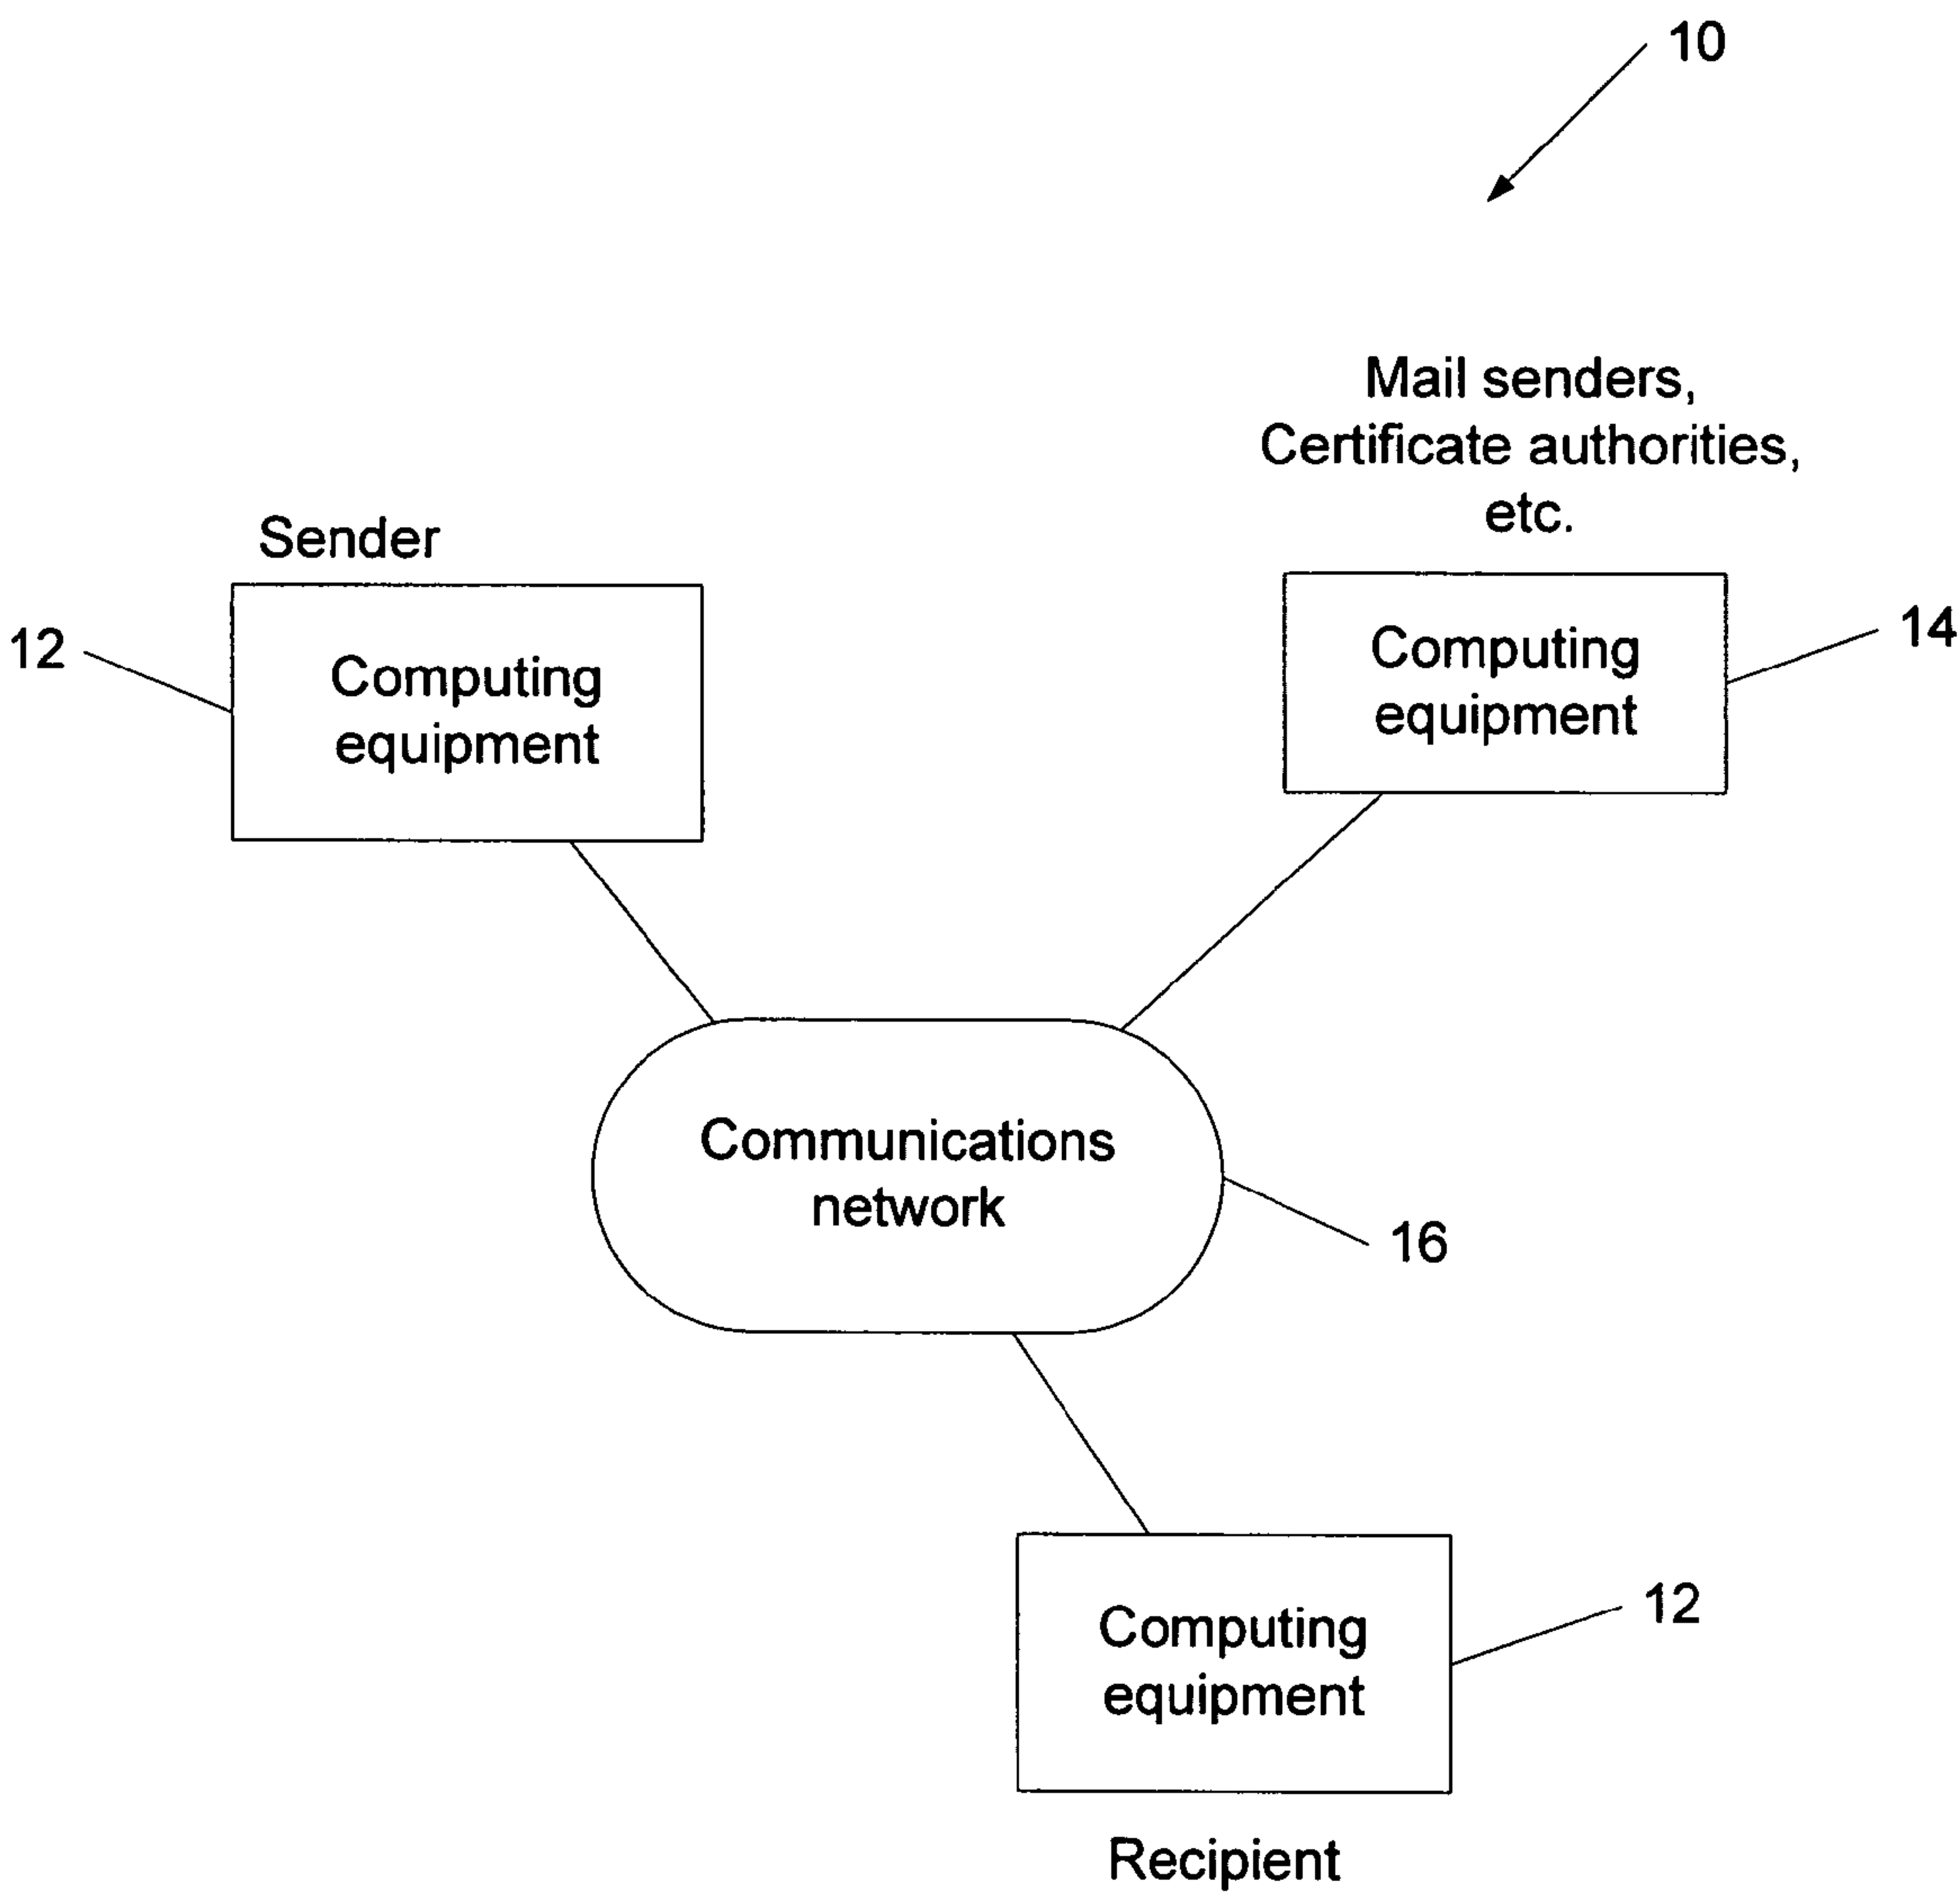 10
Mail senders,
Certificate authorities,
etc.
Sender
12
Computing
equipment
Computing
equipment
14
Communications
network
16
Computing
equipment
12
Recipient